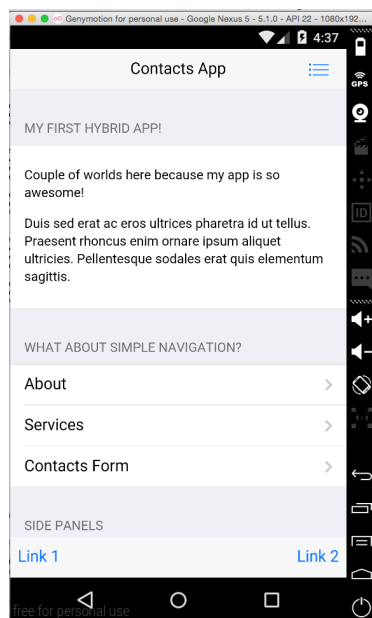 Genymotion for personal use - Google Nexus 5 - 5.1.0 - API 22 - 1080x192...
4:37
Contacts App
GPS
MY FIRST HYBRID APP!
Couple of worlds here because my app is so
awesome!
Duis sed erat ac eros ultrices pharetra id ut tellus.
Praesent rhoncus enim ornare ipsum aliquet
ultricies. Pellentesque sodales erat quis elementum
sagittis.
ID
WHAT ABOUT SIMPLE NAVIGATION?
About
Services
1:1
Contacts Form
SIDE PANELS
Link 1
Link 2
free for personal use